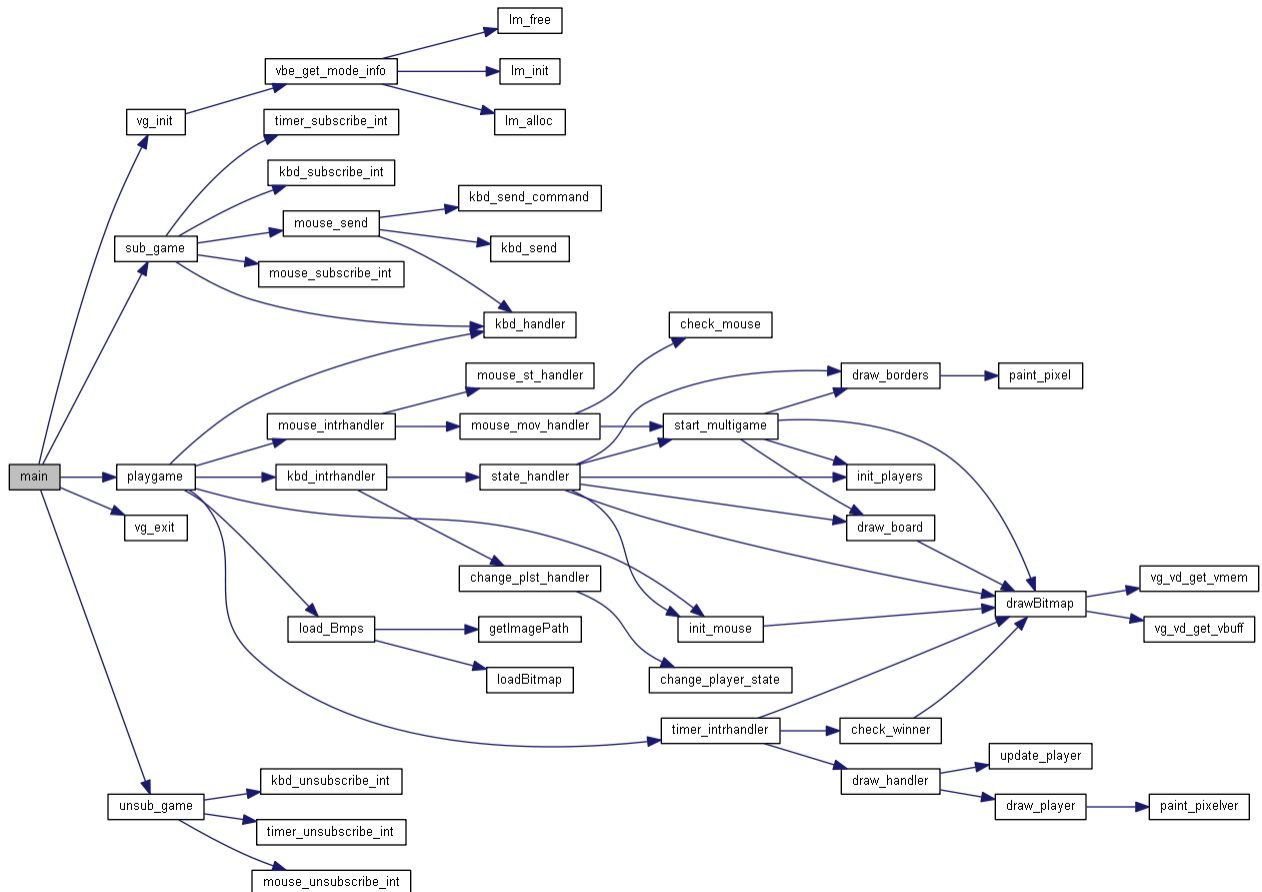 lm_free
vbe_get_mode_info
lm_init
vg_init
timer_subscribe_int
lm_alloc
kbd_subscribe_int
kbd_send_command
mouse_send
sub_game
kbd_send
mouse_subscribe_int
kbd_handler
check_mouse
mouse_st_handler
draw_borders
paint_pixel
mouse_intrhandler
mouse_mov_handler
start_multigame
main
playgame
kbd_intrhandler
state_handler
init_players
vg_exit
draw_board
change_plst_handler
vg_vd_get_vmem
drawBitmap
load_Bmps
getImagePath
init_mouse
vg_vd_get_vbuff
loadBitmap
change_player_state
timer_intrhandler
check_winner
update_player
kbd_unsubscribe_int
draw_handler
unsub_game
draw_player
paint_pixelver
timer_unsubscribe_int
mouse_unsubscribe_int